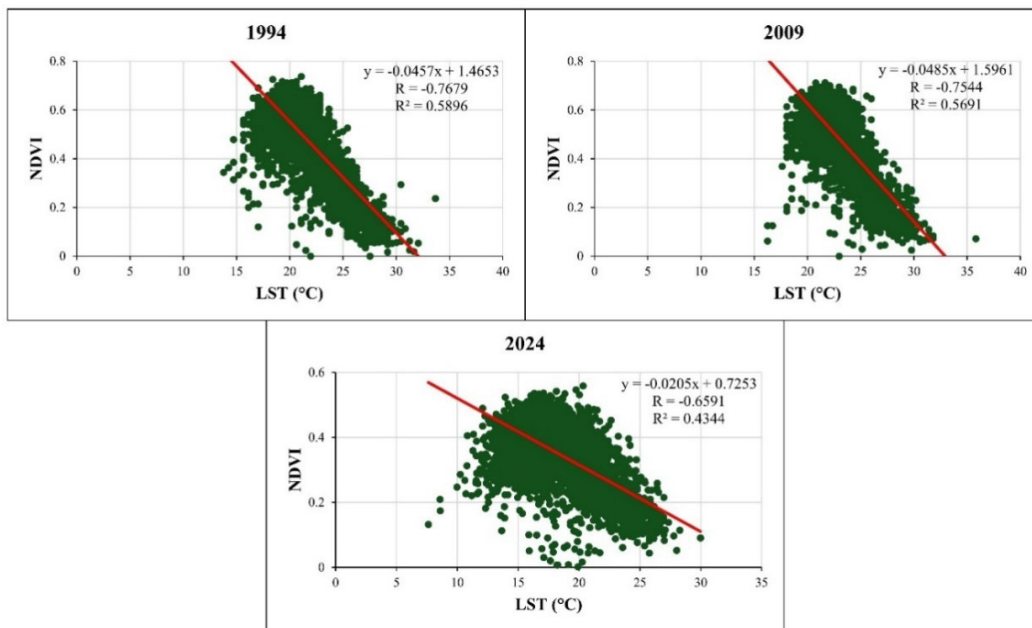 1994
y = -0.0457x + 1.4653
R = -0.7679
R² = 0.5896
0.8
0.6
0.4
0.2
0
NDVI
0 5 10 15 20 25 30 35 40
LST (°C)
2009
y = -0.0485x + 1.5961
R = -0.7544
R² = 0.5691
0.8
0.6
0.4
0.2
0
NDVI
0 5 10 15 20 25 30 35 40
LST (°C)
2024
y = -0.0205x + 0.7253
R = -0.6591
R² = 0.4344
0.6
0.4
0.2
0
NDVI
0 5 10 15 20 25 30 35
LST (°C)